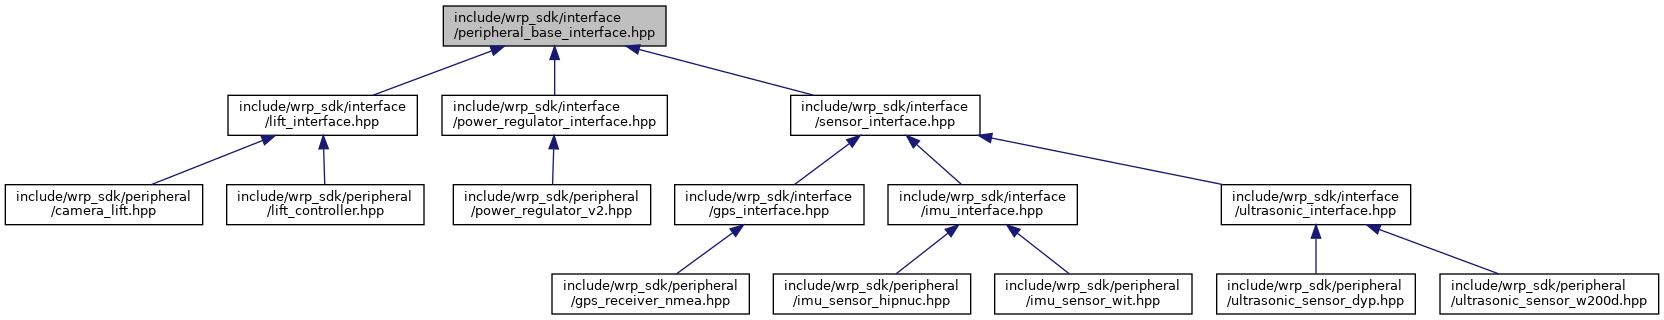 include/wrp_sdk/interface
/peripheral_base_interface.hpp
include/wrp_sdk/interface
/lift_interface.hpp
include/wrp_sdk/interface
/power_regulator_interface.hpp
include/wrp_sdk/interface
/sensor_interface.hpp
include/wrp_sdk/peripheral
/camera_lift.hpp
include/wrp_sdk/peripheral
/lift_controller.hpp
include/wrp_sdk/peripheral
/power_regulator_v2.hpp
include/wrp_sdk/interface
/gps_interface.hpp
include/wrp_sdk/interface
/imu_interface.hpp
include/wrp_sdk/interface
/ultrasonic_interface.hpp
include/wrp_sdk/peripheral
/gps_receiver_nmea.hpp
include/wrp_sdk/peripheral
/imu_sensor_hipnuc.hpp
include/wrp_sdk/peripheral
/imu_sensor_wit.hpp
include/wrp_sdk/peripheral
/ultrasonic_sensor_dyp.hpp
include/wrp_sdk/peripheral
/ultrasonic_sensor_w200d.hpp